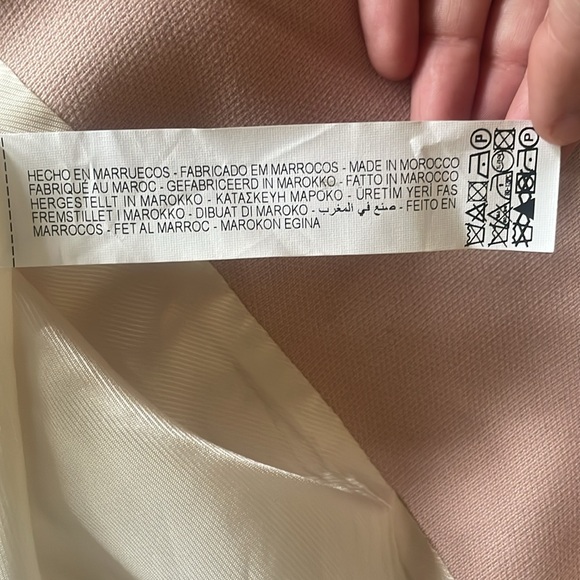 HECHO EN MARRUECOS - FABRICADO EM MARROCOS - MADE IN MOROCCO
FABRIQUÉ AU MAROC - GEFABRICEERD IN MAROKKO - FATTO IN MAROCCO
HERGESTELLT IN MAROKKO - ΚΑΤΑΣΚΕΥΗ ΜΑΡΟΚΟ - ÜRETİM YERİ FAS
FREMSTILLET I MAROKKO - DIBUAT DI MAROKO - صنع في المغرب - FEITO EN
MARROCOS - FET AL MARROC - MAROKON EGINA